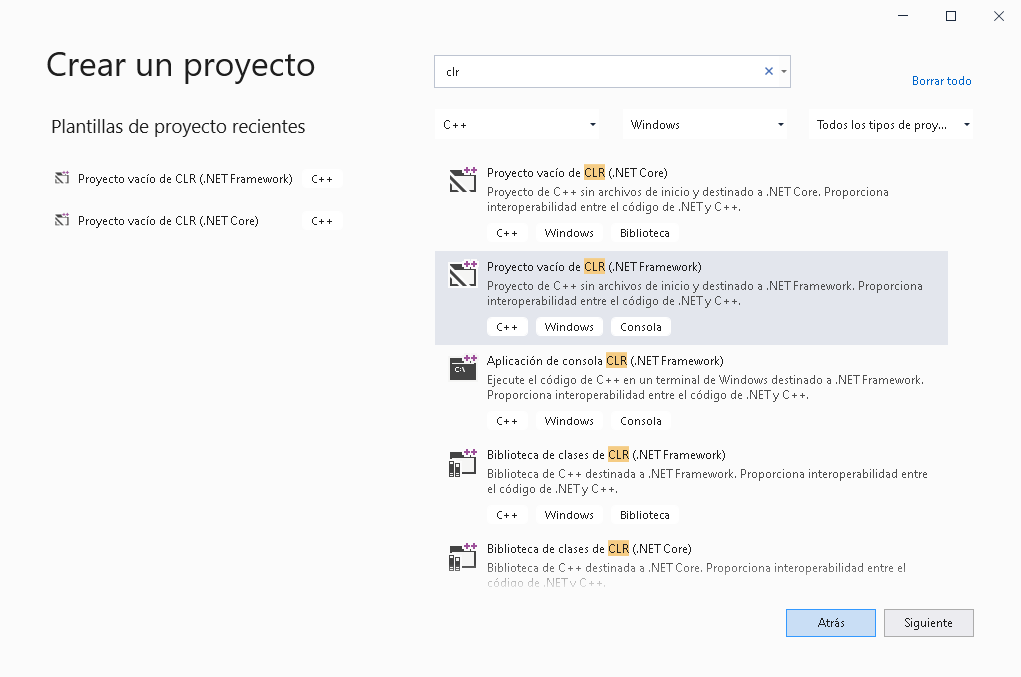 Crear un proyecto
Plantillas de proyecto recientes
Proyecto vacío de CLR (.NET Framework) C++
Proyecto vacío de CLR (.NET Core) C++
clr
Borrar todo
C++ Windows Todos los tipos de proy...
Proyecto vacío de CLR (.NET Core)
Proyecto de C++ sin archivos de inicio y destinado a .NET Core. Proporciona
interoperabilidad entre el código de .NET y C++.
C++ Windows Biblioteca
Proyecto vacío de CLR (.NET Framework)
Proyecto de C++ sin archivos de inicio y destinado a .NET Framework. Proporciona
interoperabilidad entre el código de .NET y C++.
C++ Windows Consola
Aplicación de consola CLR (.NET Framework)
Ejecute el código de C++ en un terminal de Windows destinado a .NET Framework.
Proporciona interoperabilidad entre el código de .NET y C++.
C++ Windows Consola
Biblioteca de clases de CLR (.NET Framework)
Biblioteca de C++ destinada a .NET Framework. Proporciona interoperabilidad entre
el código de .NET y C++.
C++ Windows Biblioteca
Biblioteca de clases de CLR (.NET Core)
Biblioteca de C++ destinada a .NET Core. Proporciona interoperabilidad entre el
código de .NET y C++.
Atrás Siguiente